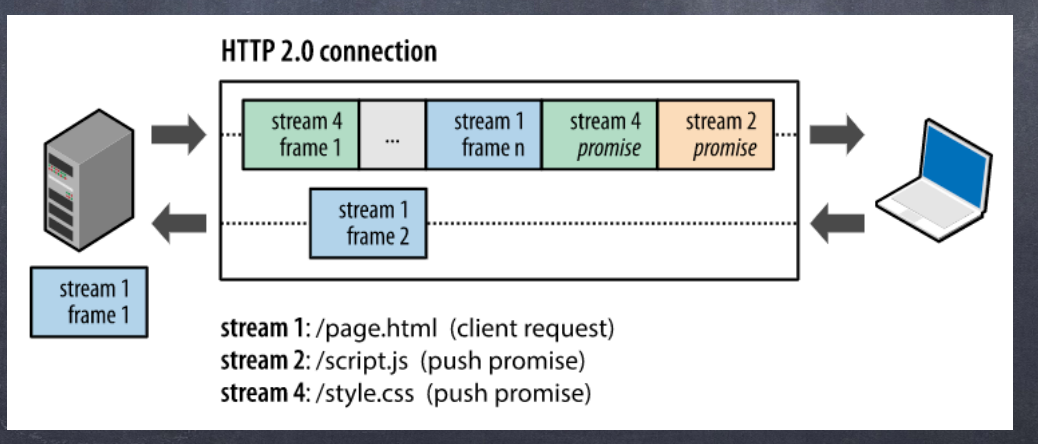 HTTP 2.0 connection
stream 4
frame 1
...
stream 1
frame n
stream 4
promise
stream 2
promise
stream 1
frame 2
stream 1
frame 1
stream 1: /page.html (client request)
stream 2: /script.js (push promise)
stream 4: /style.css (push promise)